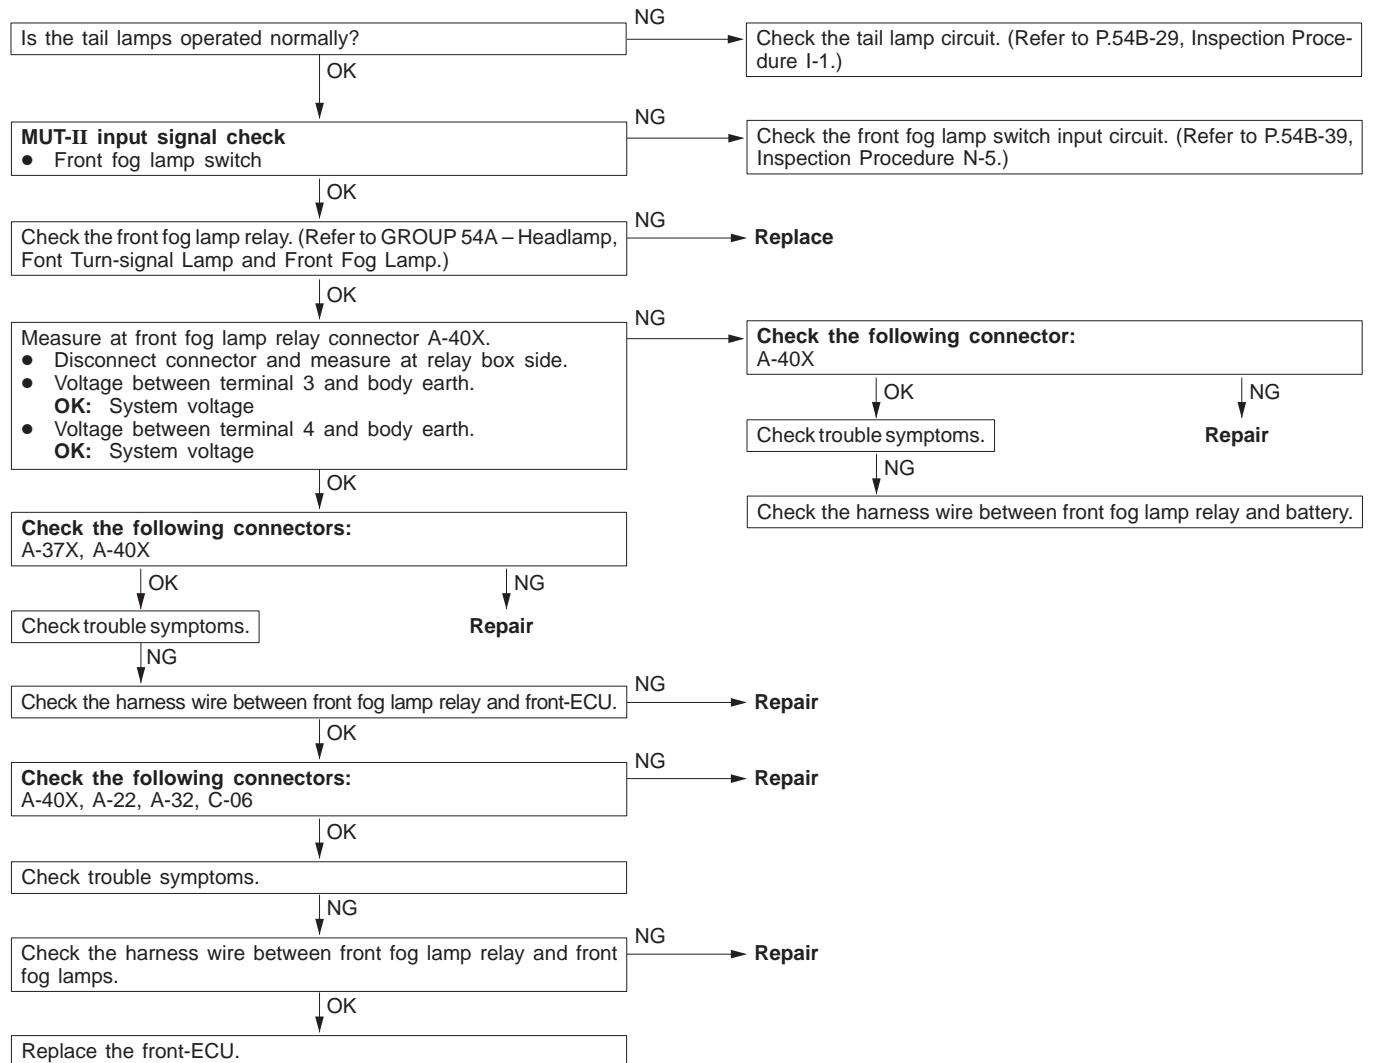 Is the tail lamps operated normally?
NG
Check the tail lamp circuit. (Refer to P.54B-29, Inspection Proce-
dure I-1.)
OK
MUT-II input signal check
● Front fog lamp switch
NG
Check the front fog lamp switch input circuit. (Refer to P.54B-39,
Inspection Procedure N-5.)
OK
Check the front fog lamp relay. (Refer to GROUP 54A – Headlamp,
Font Turn-signal Lamp and Front Fog Lamp.)
NG
Replace
OK
Measure at front fog lamp relay connector A-40X.
● Disconnect connector and measure at relay box side.
● Voltage between terminal 3 and body earth.
OK: System voltage
● Voltage between terminal 4 and body earth.
OK: System voltage
NG
Check the following connector:
A-40X
OK
NG
Check trouble symptoms.
Repair
NG
Check the harness wire between front fog lamp relay and battery.
OK
Check the following connectors:
A-37X, A-40X
OK
NG
Check trouble symptoms.
Repair
NG
Check the harness wire between front fog lamp relay and front-ECU.
NG
Repair
OK
Check the following connectors:
A-40X, A-22, A-32, C-06
NG
Repair
OK
Check trouble symptoms.
NG
Check the harness wire between front fog lamp relay and front
fog lamps.
NG
Repair
OK
Replace the front-ECU.